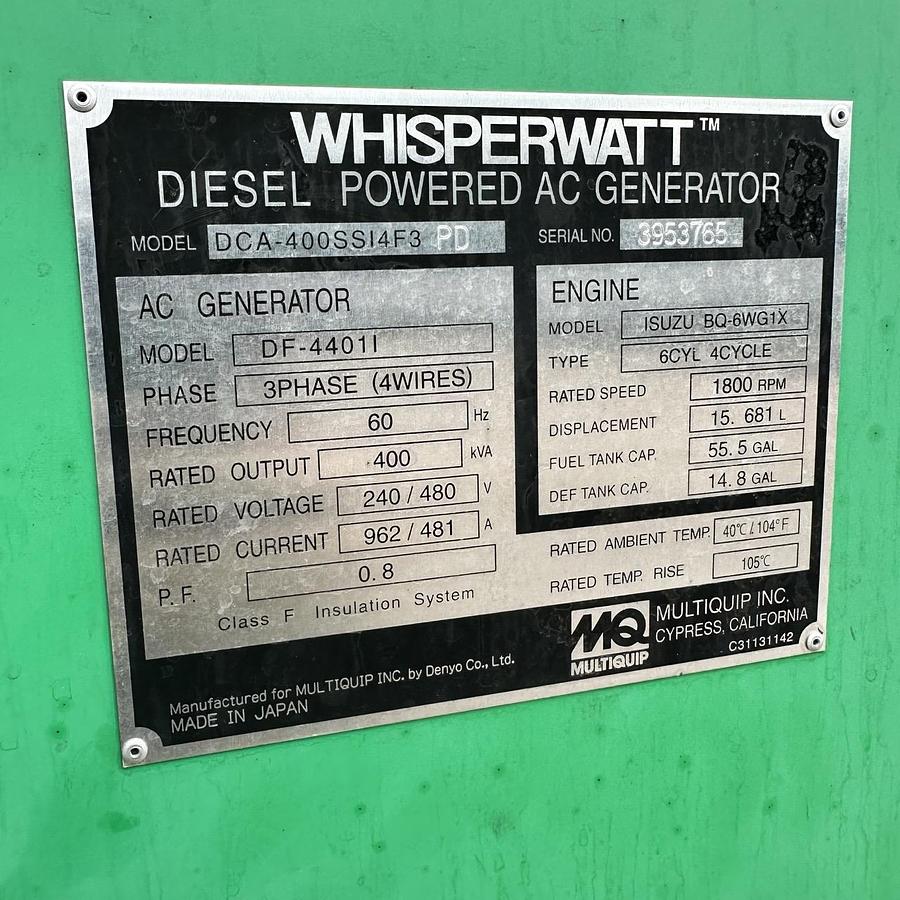 WHISPERWATT™
DIESEL POWERED AC GENERATOR
MODEL DCA-400SSI4F3 PD
SERIAL NO. 3953765
AC GENERATOR
MODEL DF-4401I
PHASE 3PHASE (4WIRES)
FREQUENCY 60 Hz
RATED OUTPUT 400 kVA
RATED VOLTAGE 240/480 V
RATED CURRENT 962/481 A
P.F. 0.8
Class F Insulation System
ENGINE
MODEL ISUZU BQ-6WG1X
TYPE 6CYL 4CYCLE
RATED SPEED 1800 RPM
DISPLACEMENT 15.681 L
FUEL TANK CAP. 55.5 GAL
DEF TANK CAP. 14.8 GAL
RATED AMBIENT TEMP. 40°C/104°F
RATED TEMP. RISE 105°C
MQ
MULTIQUIP
MULTIQUIP INC.
CYPRESS, CALIFORNIA
C31131142
Manufactured for MULTIQUIP INC. by Denyo Co., Ltd.
MADE IN JAPAN